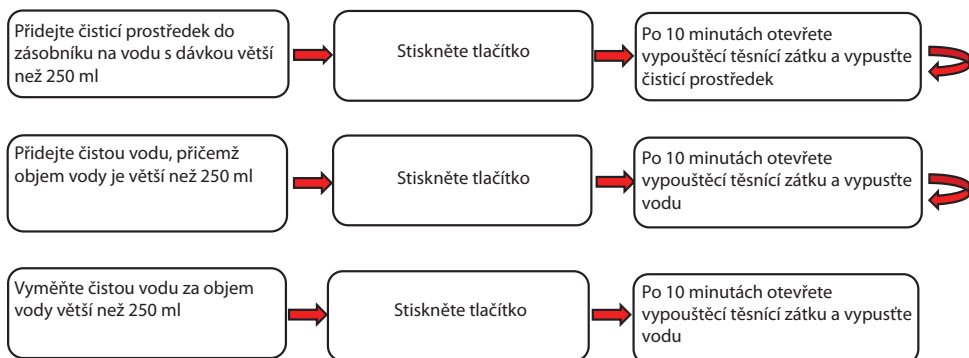 Přidejte čisticí prostředek do
zásobníku na vodu s dávkou větší
než 250 ml
Stiskněte tlačítko
Po 10 minutách otevřete
vypouštěcí těsnicí zátku a vypusťte
čisticí prostředek
Přidejte čistou vodu, přičemž
objem vody je větší než 250 ml
Stiskněte tlačítko
Po 10 minutách otevřete
vypouštěcí těsnící zátku a vypusťte
vodu
Vyměňte čistou vodu za objem
vody větší než 250 ml
Stiskněte tlačítko
Po 10 minutách otevřete
vypouštěcí těsnící zátku a vypusťte
vodu